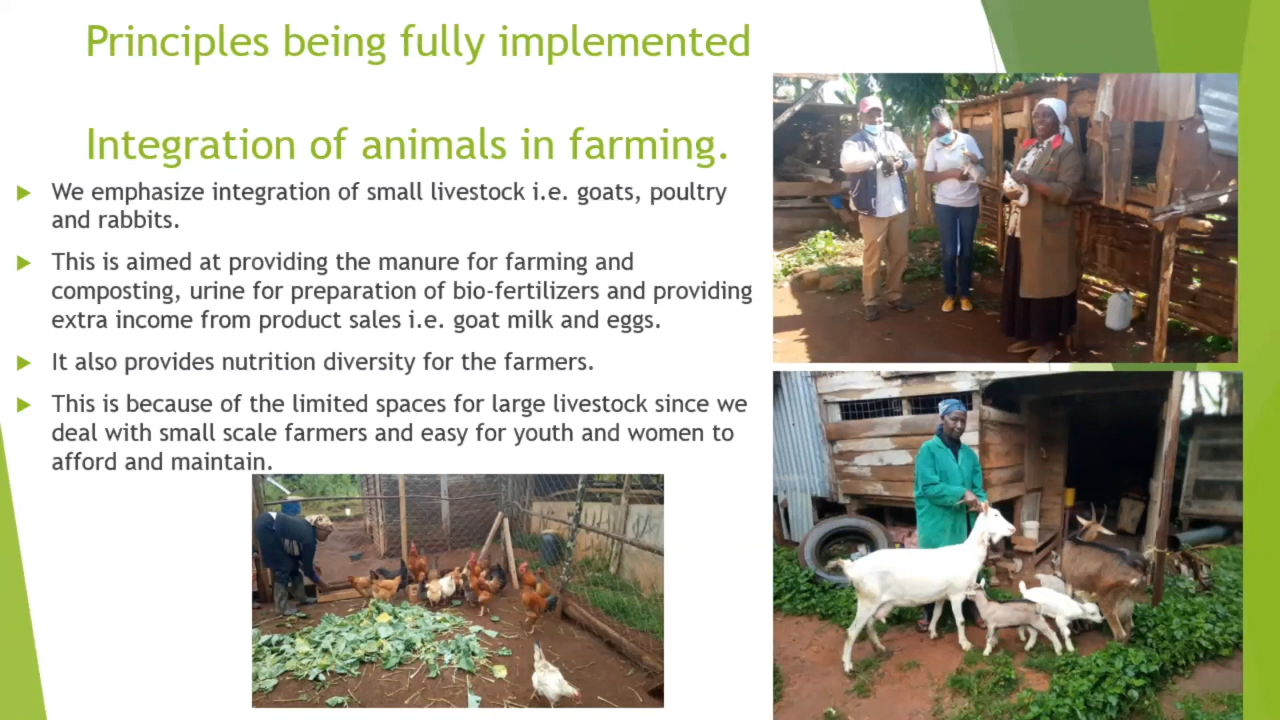 Principles being fully implemented
Integration of animals in farming.
We emphasize integration of small livestock i.e. goats, poultry
and rabbits.
This is aimed at providing the manure for farming and
composting, urine for preparation of bio-fertilizers and providing
extra income from product sales i.e. goat milk and eggs.
It also provides nutrition diversity for the farmers.
This is because of the limited spaces for large livestock since we
deal with small scale farmers and easy for youth and women to
afford and maintain.